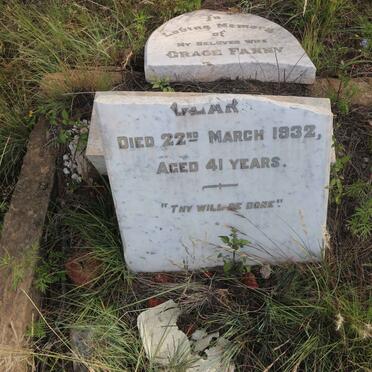 In
Loving Memory
of
My Beloved Wife
Grace Fanny
Died 22nd March 1932,
Aged 41 years.
"Thy will be done".